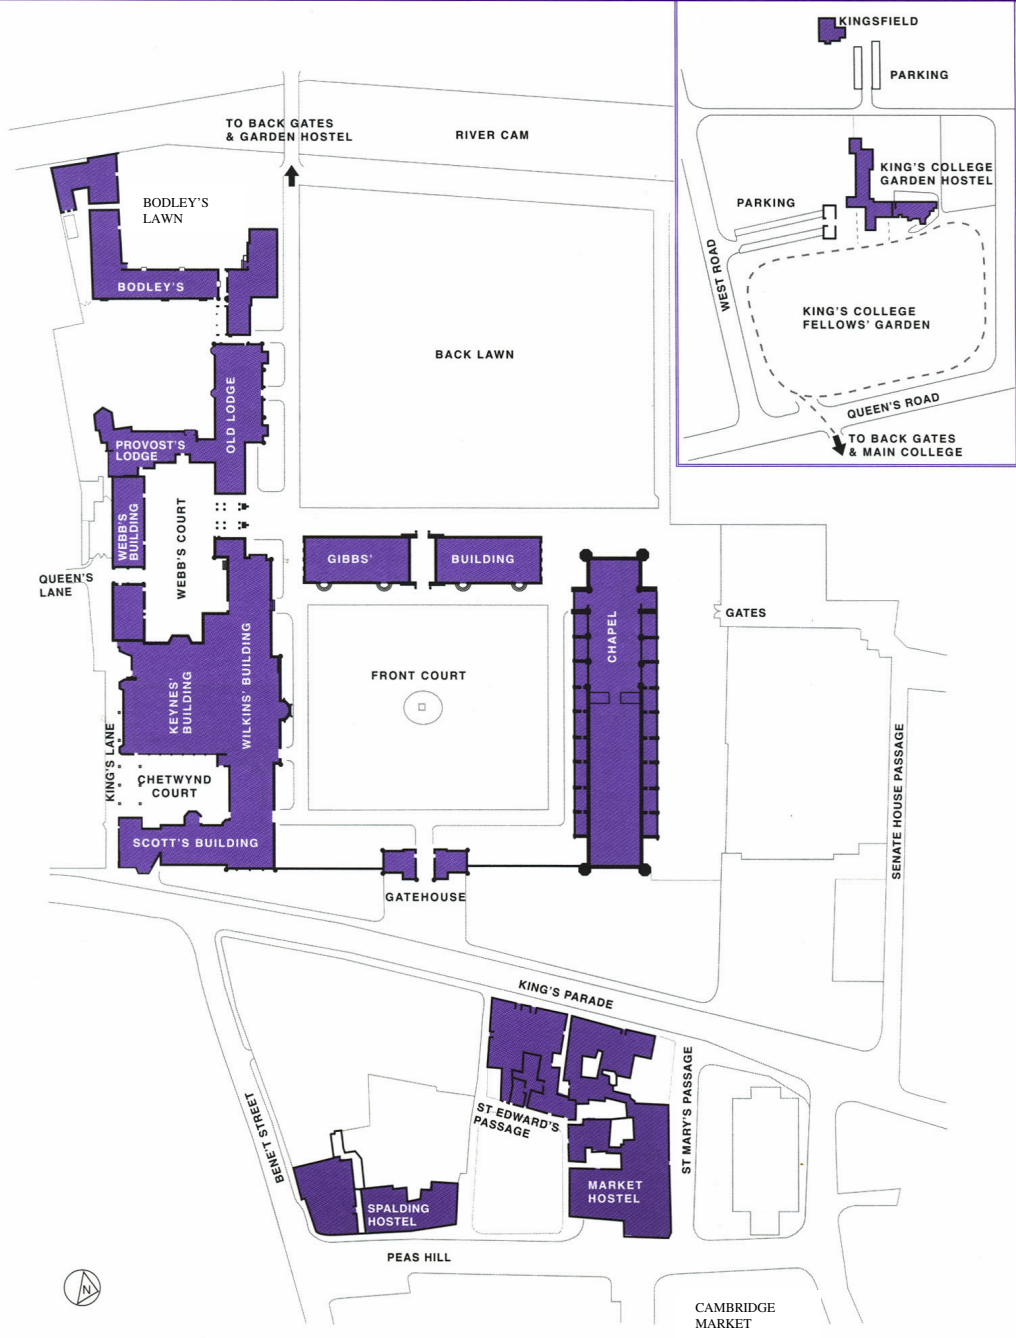 KINGSFIELD
PARKING
TO BACK GATES
& GARDEN HOSTEL
RIVER CAM
KING'S COLLEGE
GARDEN HOSTEL
PARKING
BODLEY'S
LAWN
WEST ROAD
BODLEY'S
KING'S COLLEGE
FELLOWS' GARDEN
BACK LAWN
QUEEN'S ROAD
OLD LODGE
TO BACK GATES
& MAIN COLLEGE
PROVOST'S
LODGE
WEBB'S
BUILDING
WEBB'S COURT
GIBBS'
BUILDING
QUEEN'S
LANE
CHAPEL
GATES
WILKINS' BUILDING
FRONT COURT
KEYNES'
BUILDING
KING'S LANE
CHETWYND
COURT
SENATE HOUSE PASSAGE
SCOTT'S BUILDING
GATEHOUSE
KING'S PARADE
ST EDWARD'S
PASSAGE
ST MARY'S PASSAGE
BENE'T STREET
MARKET
HOSTEL
SPALDING
HOSTEL
PEAS HILL
N
CAMBRIDGE
MARKET